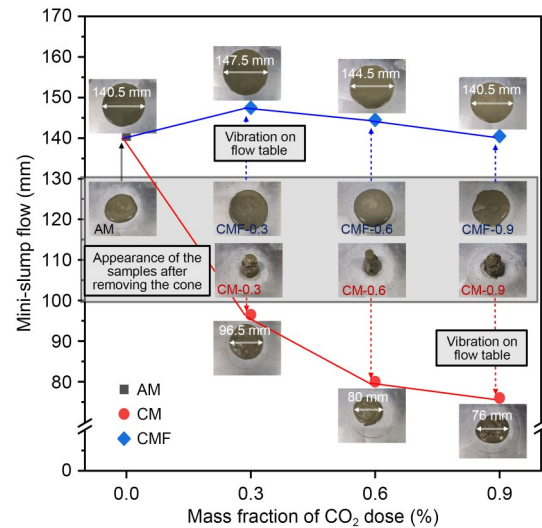 170
160
150
140
130
120
110
100
90
80
0
Mini-slump flow (mm)
140.5 mm
147.5 mm
144.5 mm
140.5 mm
Vibration on
flow table
AM
CMF-0.3
CMF-0.6
CMF-0.9
Appearance of the
samples after
removing the cone
CM-0.3
CM-0.6
CM-0.9
96.5 mm
Vibration on
flow table
80 mm
76 mm
AM
CM
CMF
0.0
0.3
0.6
0.9
Mass fraction of CO₂ dose (%)